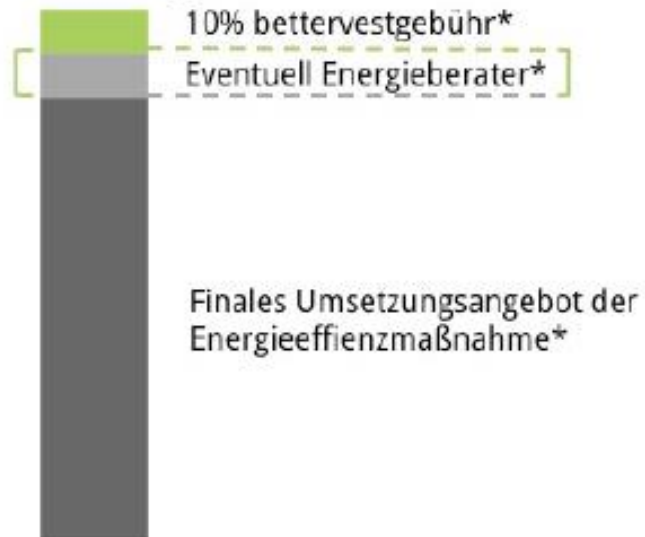 10% bettervestgebühr*
Eventuell Energieberater*
Finales Umsetzungsangebot der
Energieeffienzmaßnahme*